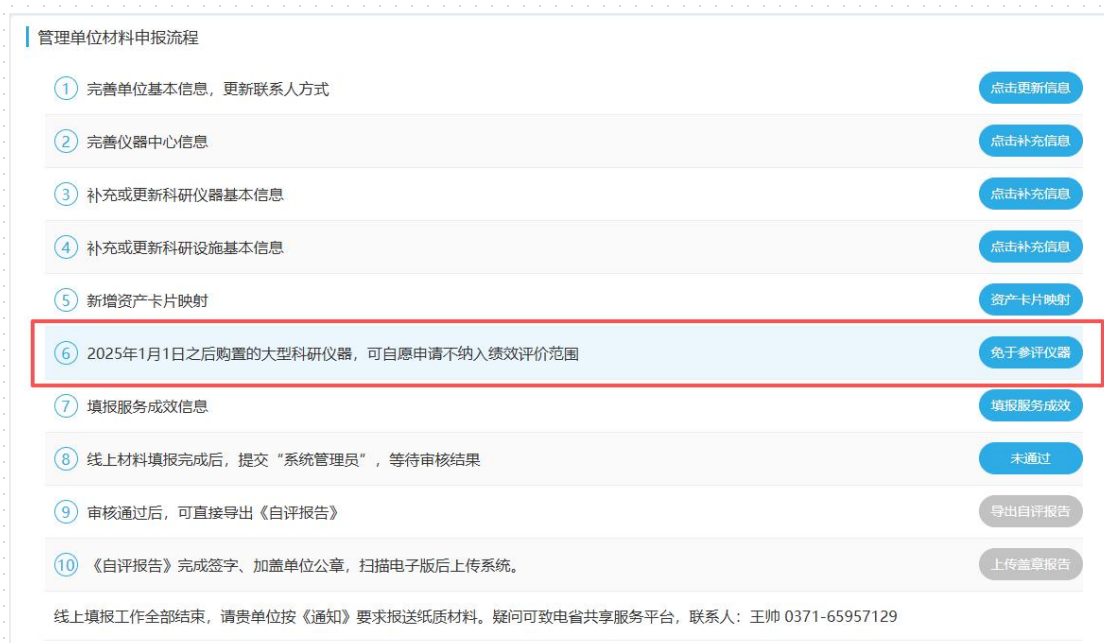 管理单位材料申报流程
① 完善单位基本信息，更新联系人方式 点击更新信息
② 完善仪器中心信息 点击补充信息
③ 补充或更新科研仪器基本信息 点击补充信息
④ 补充或更新科研设施基本信息 点击补充信息
⑤ 新增资产卡片映射 资产卡片映射
⑥ 2025年1月1日之后购置的大型科研仪器，可自愿申请不纳入绩效评价范围 免于参评仪器
⑦ 填报服务成效信息 填报服务成效
⑧ 线上材料填报完成后，提交“系统管理员”，等待审核结果 未通过
⑨ 审核通过后，可直接导出《自评报告》 导出自评报告
⑩ 《自评报告》完成签字、加盖单位公章，扫描电子版后上传系统。 上传盖章报告
线上填报工作全部结束，请贵单位按《通知》要求报送纸质材料。疑问可致电省共享服务平台，联系人：王帅 0371-65957129